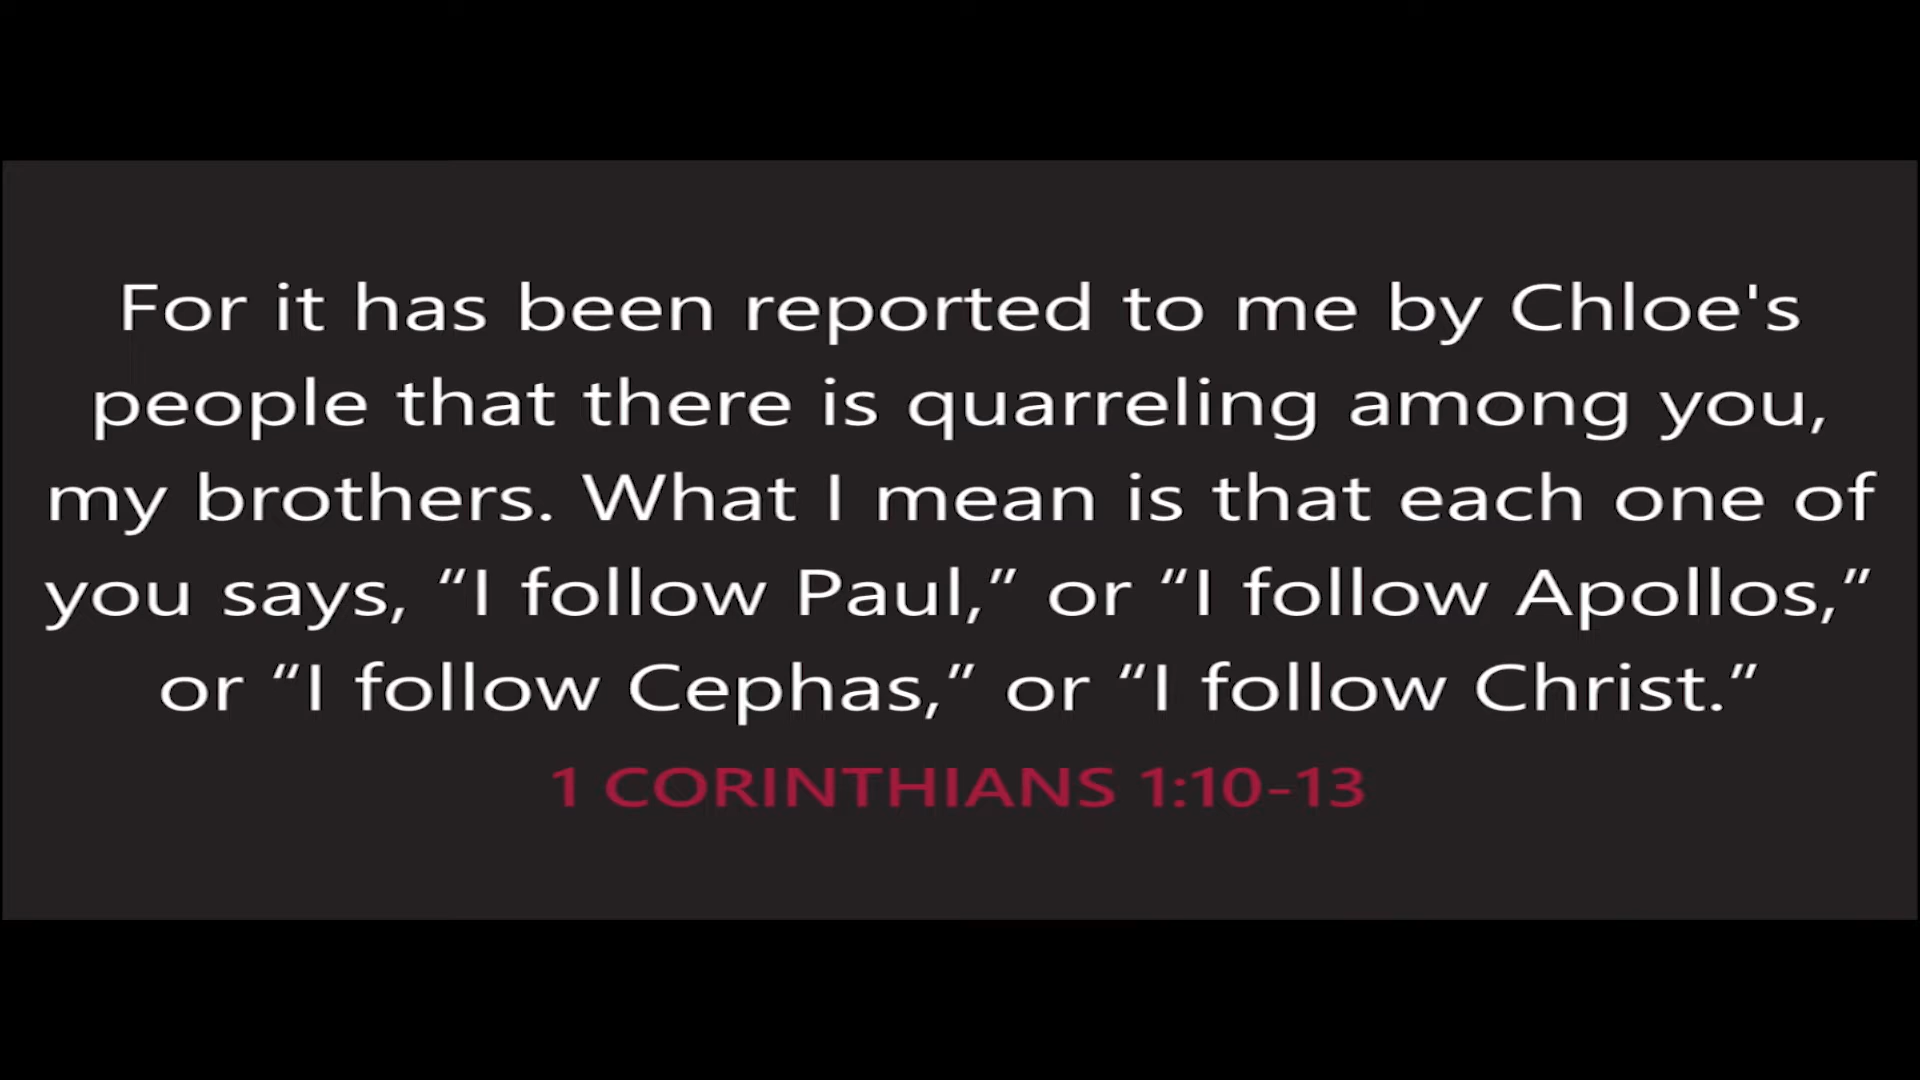 For it has been reported to me by Chloe's
people that there is quarreling among you,
my brothers. What I mean is that each one of
you says, “I follow Paul,” or “I follow Apollos,”
or “I follow Cephas,” or “I follow Christ.”
1 CORINTHIANS 1:10-13